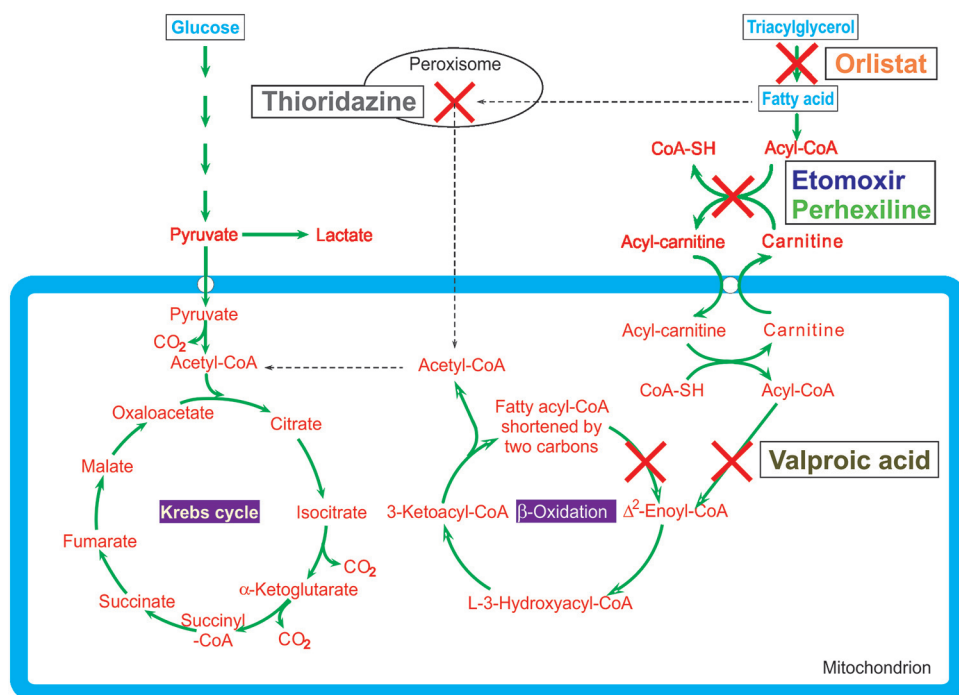 Glucose
Triacylglycerol
Peroxisome
Orlistat
Thioridazine
Fatty acid
CoA-SH
Acyl-CoA
Etomoxir
Perhexiline
Pyruvate
Lactate
Acyl-carnitine
Carnitine
Pyruvate
CO2
Acetyl-CoA
Acetyl-CoA
Acyl-carnitine
Carnitine
CoA-SH
Acyl-CoA
Oxaloacetate
Citrate
Fatty acyl-CoA
shortened by
two carbons
Valproic acid
Malate
Krebs cycle
Isocitrate
3-Ketoacyl-CoA
β-Oxidation
Δ²-Enoyl-CoA
Fumarate
CO2
α-Ketoglutarate
Succinate
Succinyl
-CoA
CO2
L-3-Hydroxyacyl-CoA
Mitochondrion